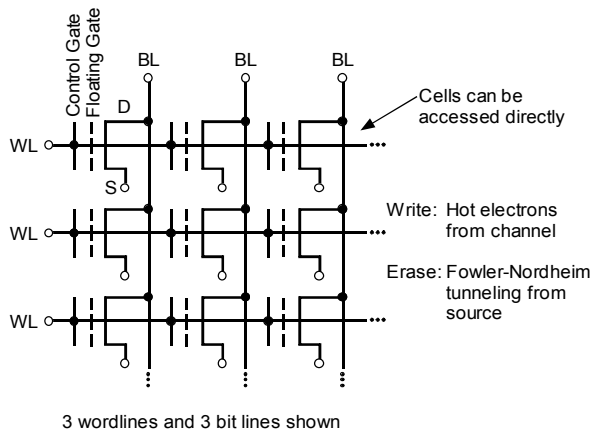 Control Gate
Floating Gate
BL
BL
BL
D
Cells can be
accessed directly
WL
S
Write: Hot electrons
from channel
WL
Erase: Fowler-Nordheim
tunneling from
source
WL
3 wordlines and 3 bit lines shown